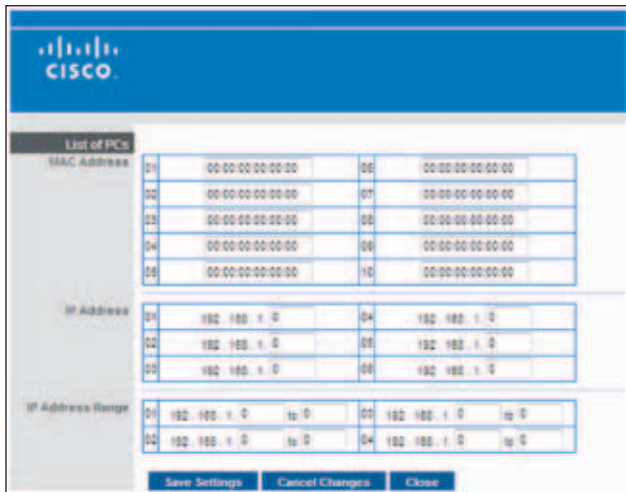 CISCO.
List of PCs
MAC Address
01 00:00:00:00:00:00 06 00:00:00:00:00:00
02 00:00:00:00:00:00 07 00:00:00:00:00:00
03 00:00:00:00:00:00 08 00:00:00:00:00:00
04 00:00:00:00:00:00 09 00:00:00:00:00:00
05 00:00:00:00:00:00 10 00:00:00:00:00:00
IP Address
01 192 . 168 . 1. 0 04 192 . 168 . 1. 0
02 192 . 168 . 1. 0 05 192 . 168 . 1. 0
03 192 . 168 . 1. 0 06 192 . 168 . 1. 0
IP Address Range
01 192 . 168 . 1. 0 to 0 03 192 . 168 . 1. 0 to 0
02 192 . 168 . 1. 0 to 0 04 192 . 168 . 1. 0 to 0
Save Settings Cancel Changes Close